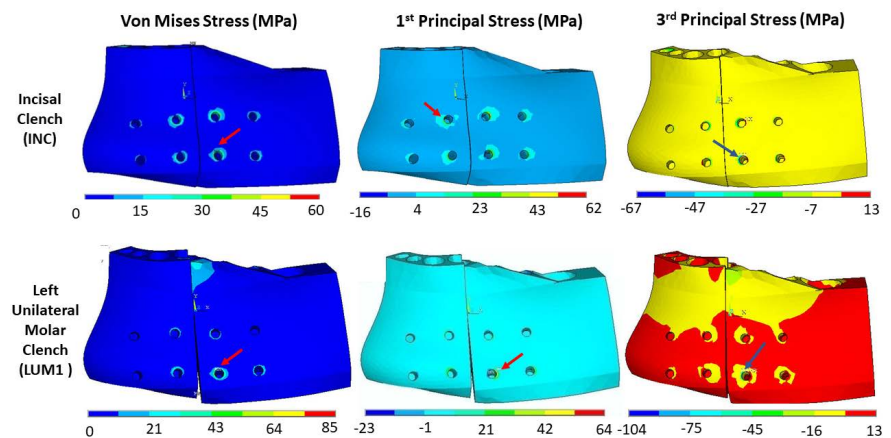 Von Mises Stress (MPa)
1st Principal Stress (MPa)
3rd Principal Stress (MPa)
Incisal
Clench
(INC)
0 15 30 45 60
-16 4 23 43 62
-67 -47 -27 -7 13
Left
Unilateral
Molar
Clench
(LUM1 )
0 21 43 64 85
-23 -1 21 42 64
-104 -75 -45 -16 13